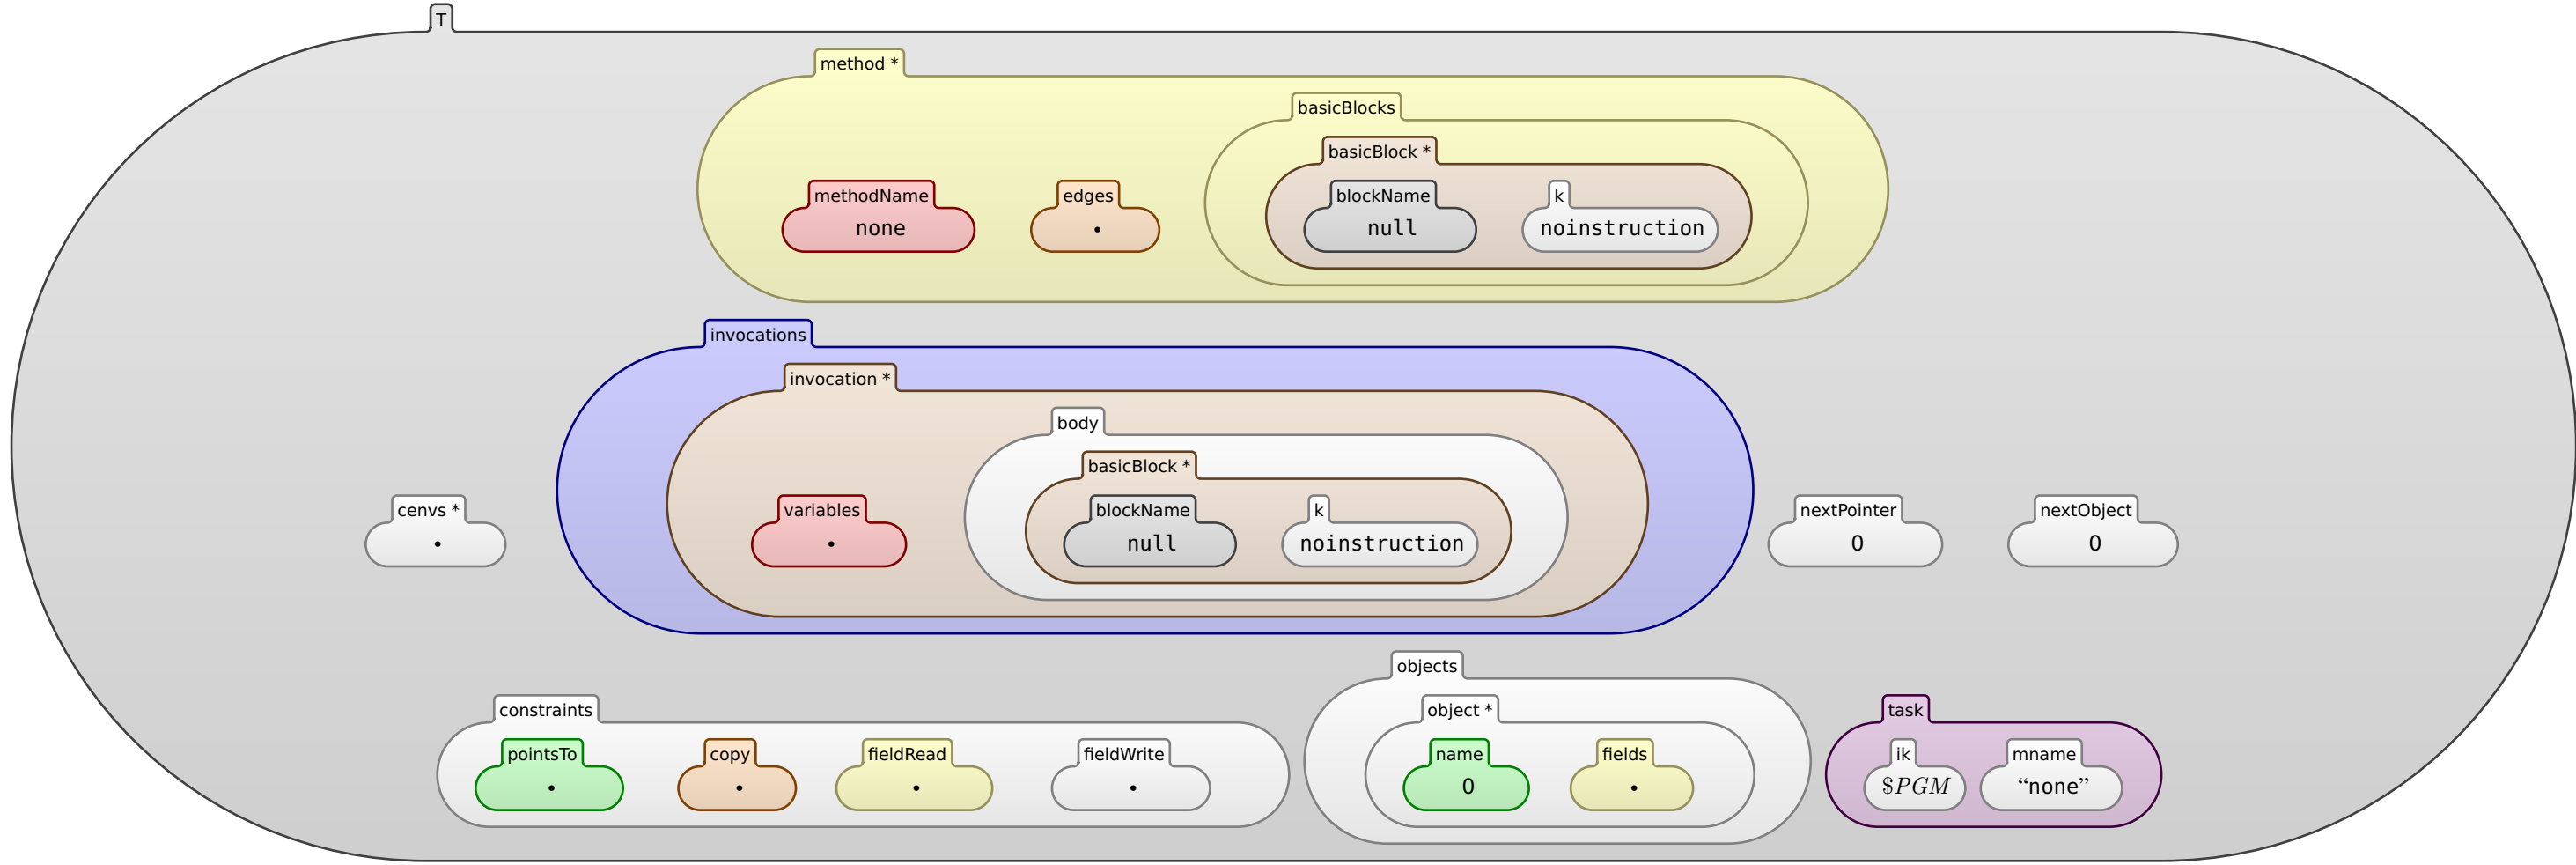 T
method *
basicBlocks
basicBlock *
methodName edges blockName k
none • null noinstruction
invocations
invocation *
body
basicBlock *
cenvs * variables blockName k nextPointer nextObject
• • null noinstruction 0 0
objects
constraints object * task
pointsTo copy fieldRead fieldWrite name fields ik mname
• • • • 0 • $PGM “none”